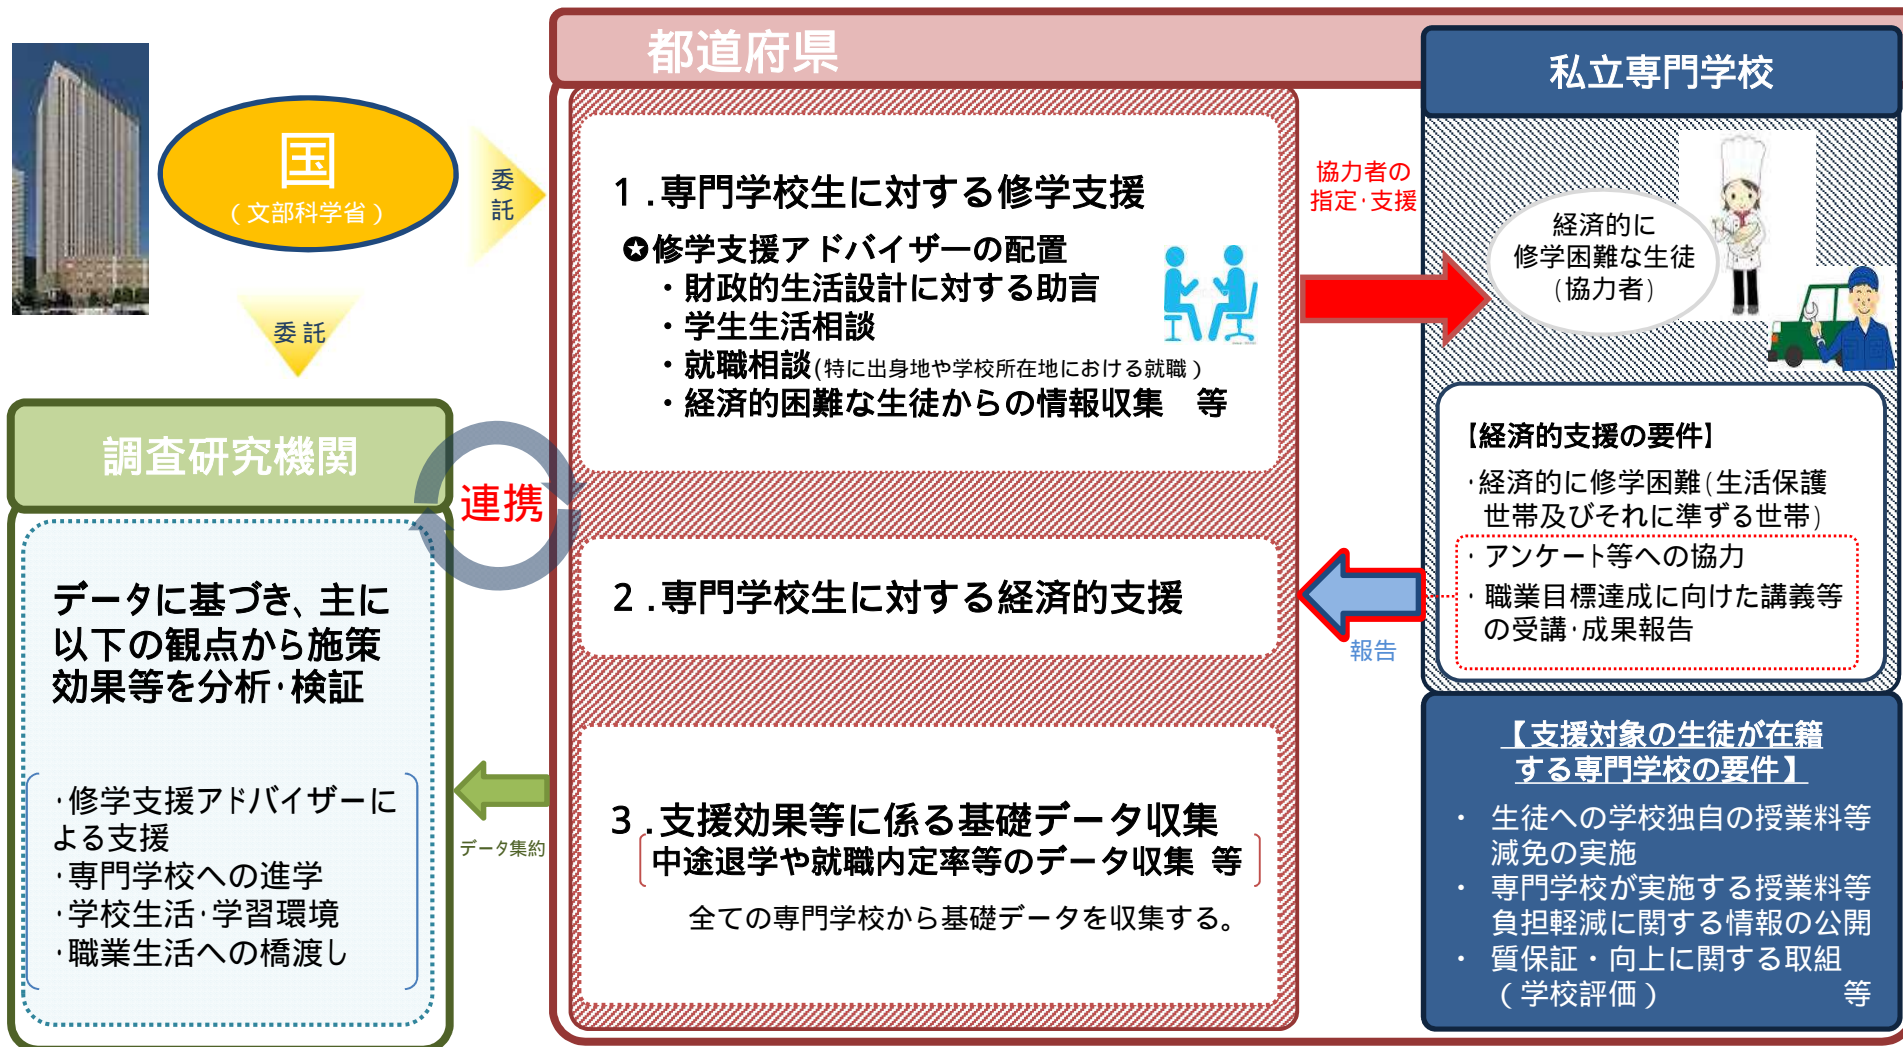 国
(文部科学省)
委
託
委託
調査研究機関
データに基づき、主に
以下の観点から施策
効果等を分析・検証
・修学支援アドバイザーに
よる支援
・専門学校への進学
・学校生活・学習環境
・職業生活への橋渡し
連携
データ集約
都道府県
1.専門学校生に対する修学支援
✪修学支援アドバイザーの配置
・財政的生活設計に対する助言
・学生生活相談
・就職相談(特に出身地や学校所在地における就職)
・経済的困難な生徒からの情報収集 等
2.専門学校生に対する経済的支援
3.支援効果等に係る基礎データ収集
中途退学や就職内定率等のデータ収集 等
全ての専門学校から基礎データを収集する。
協力者の
指定・支援
報告
私立専門学校
経済的に
修学困難な生徒
(協力者)
【経済的支援の要件】
・経済的に修学困難(生活保護
世帯及びそれに準ずる世帯)
・アンケート等への協力
・職業目標達成に向けた講義等
の受講・成果報告
【支援対象の生徒が在籍
する専門学校の要件】
・ 生徒への学校独自の授業料等
減免の実施
・ 専門学校が実施する授業料等
負担軽減に関する情報の公開
・ 質保証・向上に関する取組
(学校評価) 等